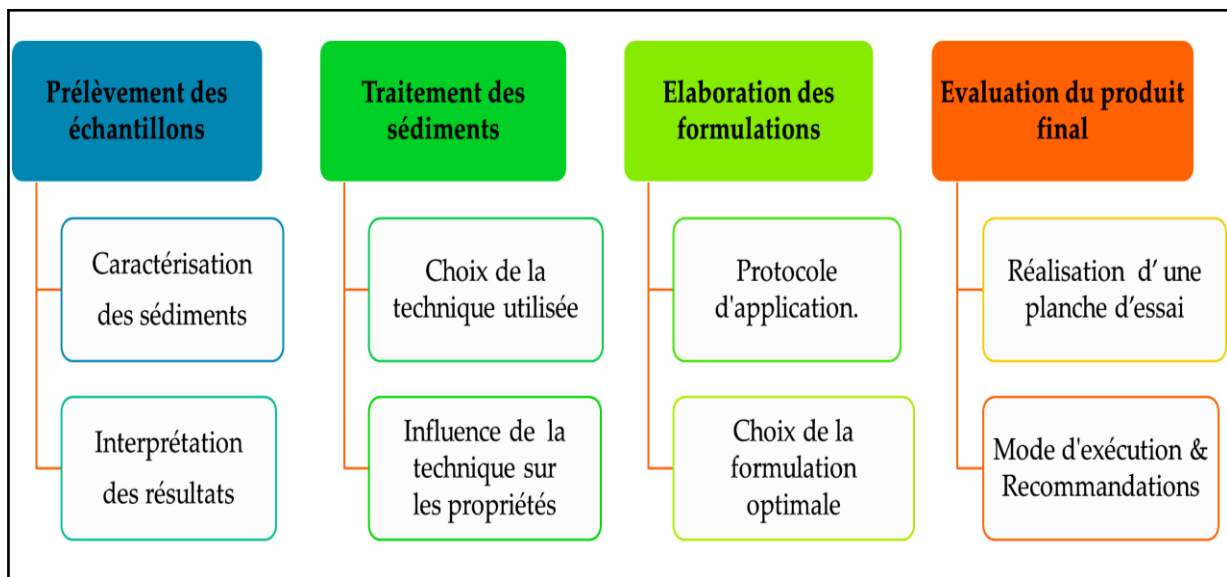 Prélèvement des
échantillons
Caractérisation
des sédiments
Interprétation
des résultats
Traitement des
sédiments
Choix de la
technique utilisée
Influence de la
technique sur
les propriétés
Elaboration des
formulations
Protocole
d'application.
Choix de la
formulation
optimale
Evaluation du produit
final
Réalisation d’ une
planche d’essai
Mode d'exécution &
Recommandations